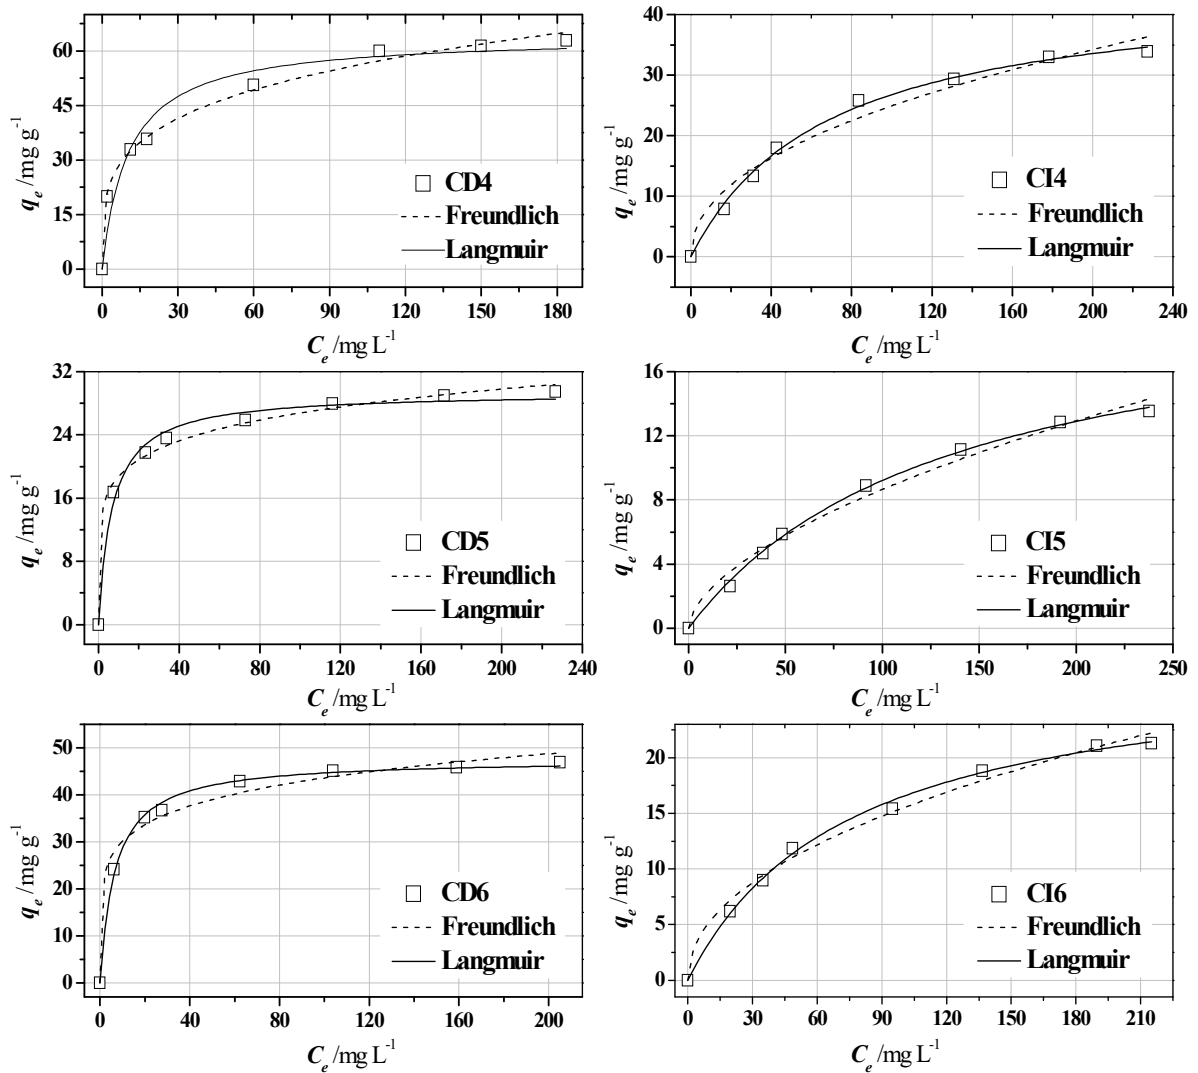 60
45
30
15
0
q_e /mg g^-1
CD4
Freundlich
Langmuir
0 30 60 90 120 150 180
C_e /mg L^-1
40
30
20
10
0
q_e /mg g^-1
CI4
Freundlich
Langmuir
0 40 80 120 160 200 240
C_e /mg L^-1
32
24
16
8
0
q_e /mg g^-1
CD5
Freundlich
Langmuir
0 40 80 120 160 200 240
C_e /mg L^-1
16
12
8
4
0
q_e /mg g^-1
CI5
Freundlich
Langmuir
0 50 100 150 200 250
C_e /mg L^-1
50
40
30
20
10
0
q_e /mg g^-1
CD6
Freundlich
Langmuir
0 40 80 120 160 200
C_e /mg L^-1
20
15
10
5
0
q_e /mg g^-1
CI6
Freundlich
Langmuir
0 30 60 90 120 150 180 210
C_e /mg L^-1